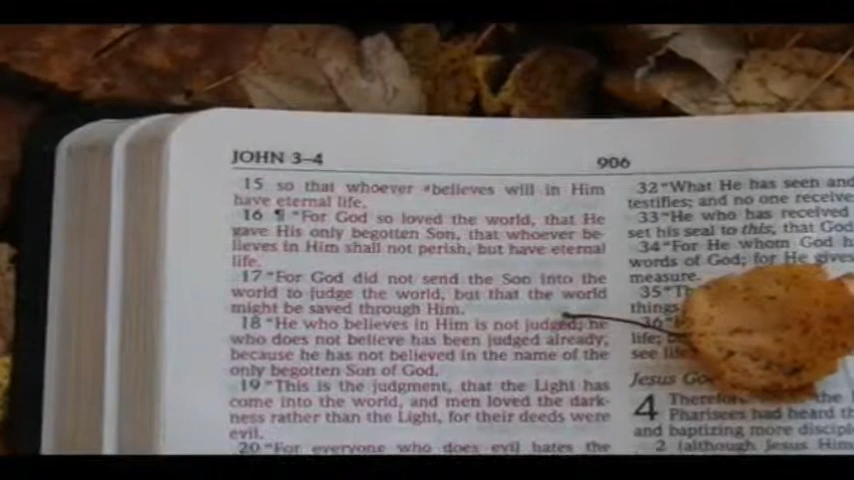 JOHN 3–4
906
15 so that whoever *believes will in Him
have eternal life.
16 ¶ "For God so loved the world, that He
gave His only begotten Son, that whoever be-
lieves in Him shall not perish, but have eternal
life.
17 "For God did not send the Son into the
world to judge the world, but that the world
might be saved through Him.
18 "He who believes in Him is not judged; he
who does not believe has been judged already,
because he has not believed in the name of the
only begotten Son of God.
19 "This is the judgment, that the Light has
come into the world, and men loved the dark-
ness rather than the Light, for their deeds were
evil.
20 "For everyone who does evil hates the
32 "What He has seen and
testifies; and no one receive
33 "He who has received
set his seal to this, that God
34 "For He whom God h
words of God; for He gives
measure.
35 "Th
things
36 "
life; b
see life
Jesus Go
4 Therefore the
Pharisees had heard th
and baptizing more disciple
2 (although Jesus Him